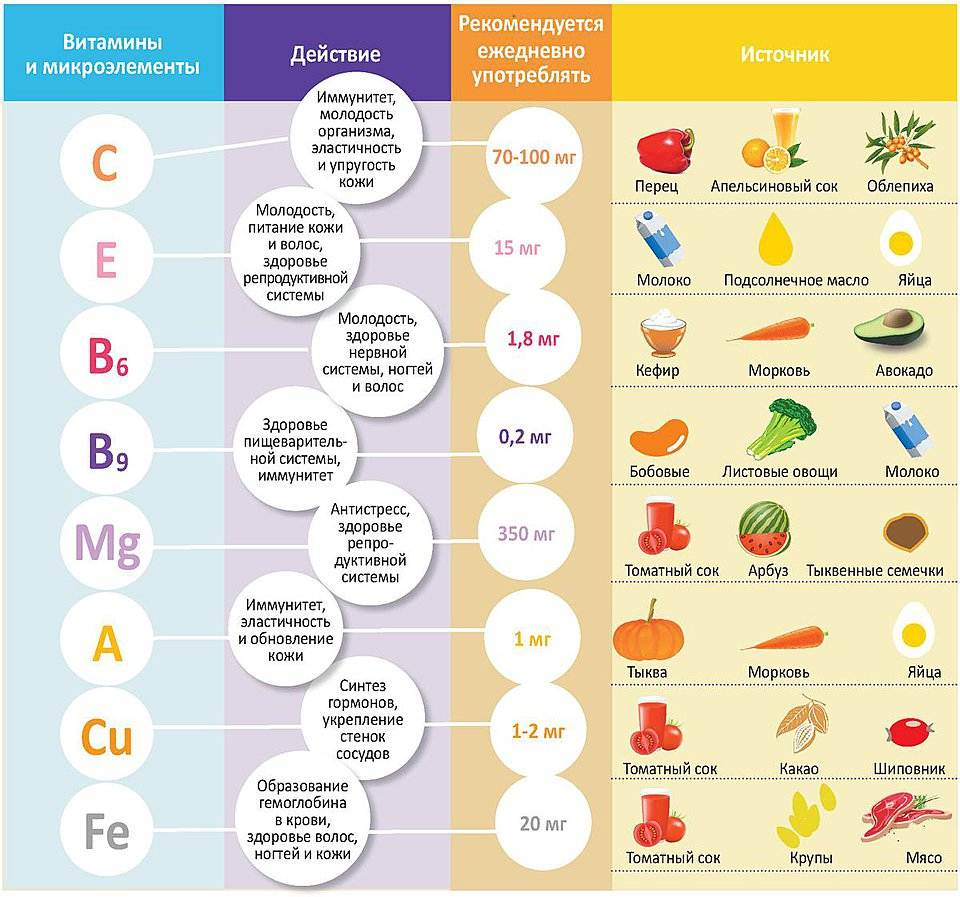 Витамины
и микроэлементы
Действие
Рекомендуется
ежедневно
употреблять
Источник
C
Иммунитет,
молодость
организма,
эластичность
и упругость
кожи
70-100 мг
Перец
Апельсиновый сок
Облепиха
E
Молодость,
питание кожи
и волос,
здоровье
репродуктивной
системы
15 мг
Молоко
Подсолнечное масло
Яйца
B6
Молодость,
здоровье
нервной
системы, ногтей
и волос
1,8 мг
Кефир
Морковь
Авокадо
B9
Здоровье
пищеваритель-
ной системы,
иммунитет
0,2 мг
Бобовые
Листовые овощи
Молоко
Mg
Антистресс,
здоровье
репро-
дуктивной
системы
350 мг
Томатный сок
Арбуз
Тыквенные семечки
A
Иммунитет,
эластичность
и обновление
кожи
1 мг
Тыква
Морковь
Яйца
Cu
Синтез
гормонов,
укрепление
стенок
сосудов
1-2 мг
Томатный сок
Какао
Шиповник
Fe
Образование
гемоглобина
в крови,
здоровье волос,
ногтей и кожи
20 мг
Томатный сок
Крупы
Мясо